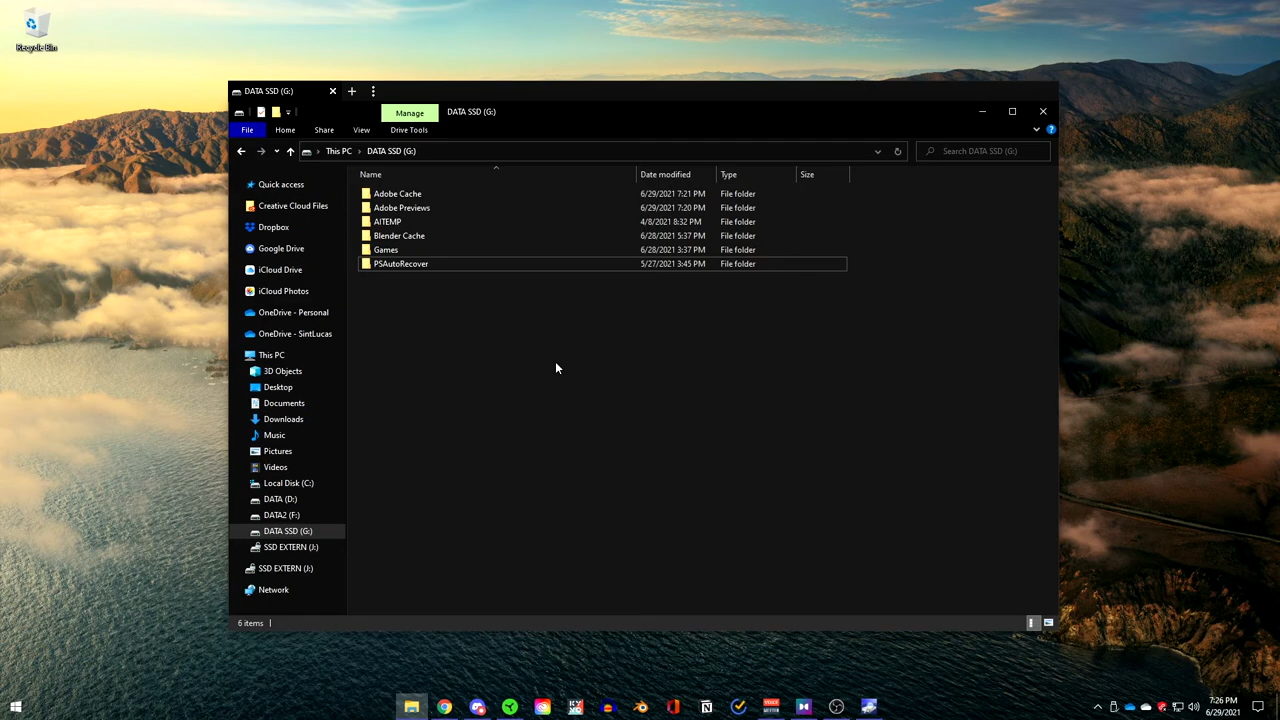 Recycle Bin
DATA SSD (G:)
Manage
DATA SSD (G:)
File
Home
Share
View
Drive Tools
This PC
DATA SSD (G:)
Search DATA SSD (G:)
Name
Date modified
Type
Size
Adobe Cache
6/29/2021 7:21 PM
File folder
Adobe Previews
6/29/2021 7:20 PM
File folder
AITEMP
4/8/2021 8:32 PM
File folder
Blender Cache
6/28/2021 5:37 PM
File folder
Games
6/28/2021 3:37 PM
File folder
PSAutoRecover
5/27/2021 3:45 PM
File folder
Quick access
Creative Cloud Files
Dropbox
Google Drive
iCloud Drive
iCloud Photos
OneDrive - Personal
OneDrive - SintLucas
This PC
3D Objects
Desktop
Documents
Downloads
Music
Pictures
Videos
Local Disk (C:)
DATA (D:)
DATA2 (F:)
DATA SSD (G:)
SSD EXTERN (J:)
SSD EXTERN (J:)
Network
6 items
7:26 PM
6/29/2021